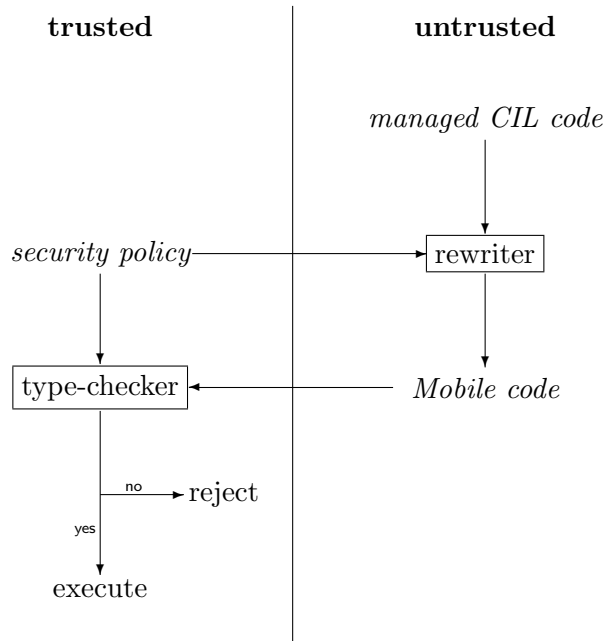 trusted
untrusted
managed CIL code
security policy
rewriter
type-checker
Mobile code
no
reject
yes
execute